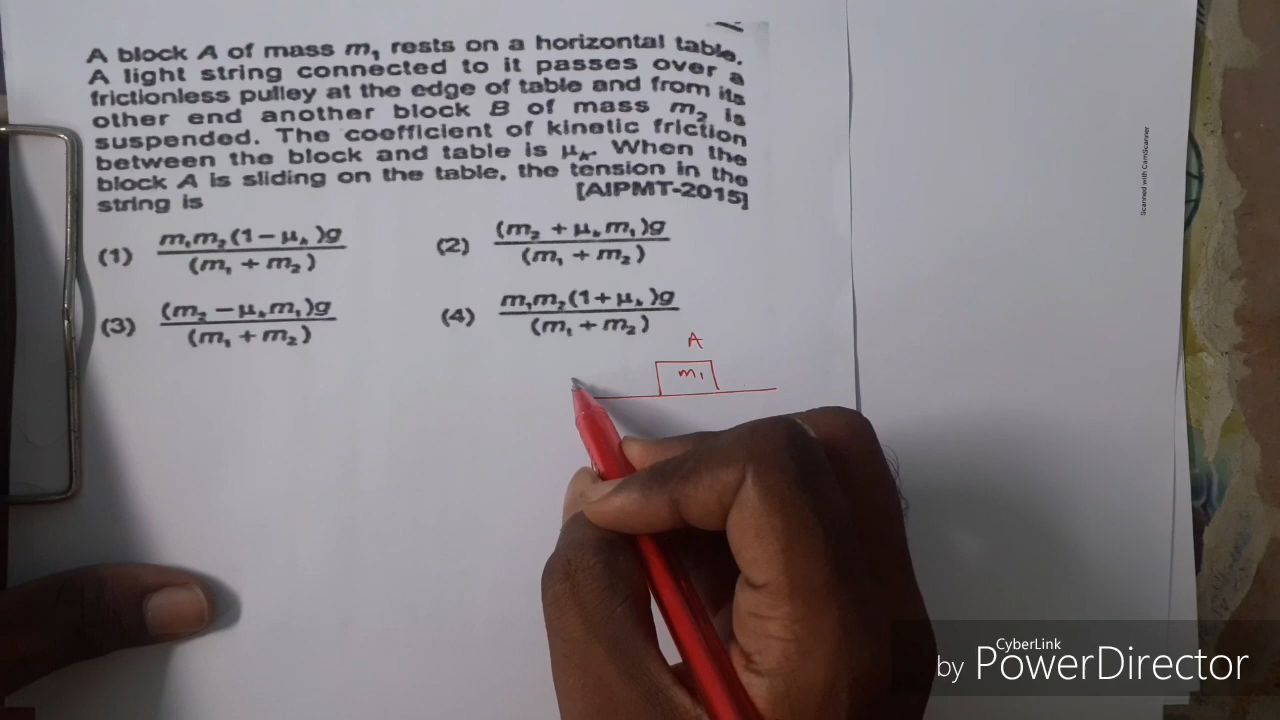 A block A of mass m₁ rests on a horizontal table.
A light string connected to it passes over a
frictionless pulley at the edge of table and from its
other end another block B of mass m₂ is
suspended. The coefficient of kinetic friction
between the block and table is μₖ. When the
block A is sliding on the table, the tension in the
string is [AIPMT-2015]
(1) m₁m₂(1−μₖ)g / (m₁ + m₂) (2) (m₂ + μₖm₁)g / (m₁ + m₂)
(3) (m₂ − μₖm₁)g / (m₁ + m₂) (4) m₁m₂(1+μₖ)g / (m₁ + m₂)
A
m₁
Scanned with CamScanner
CyberLink
by PowerDirector